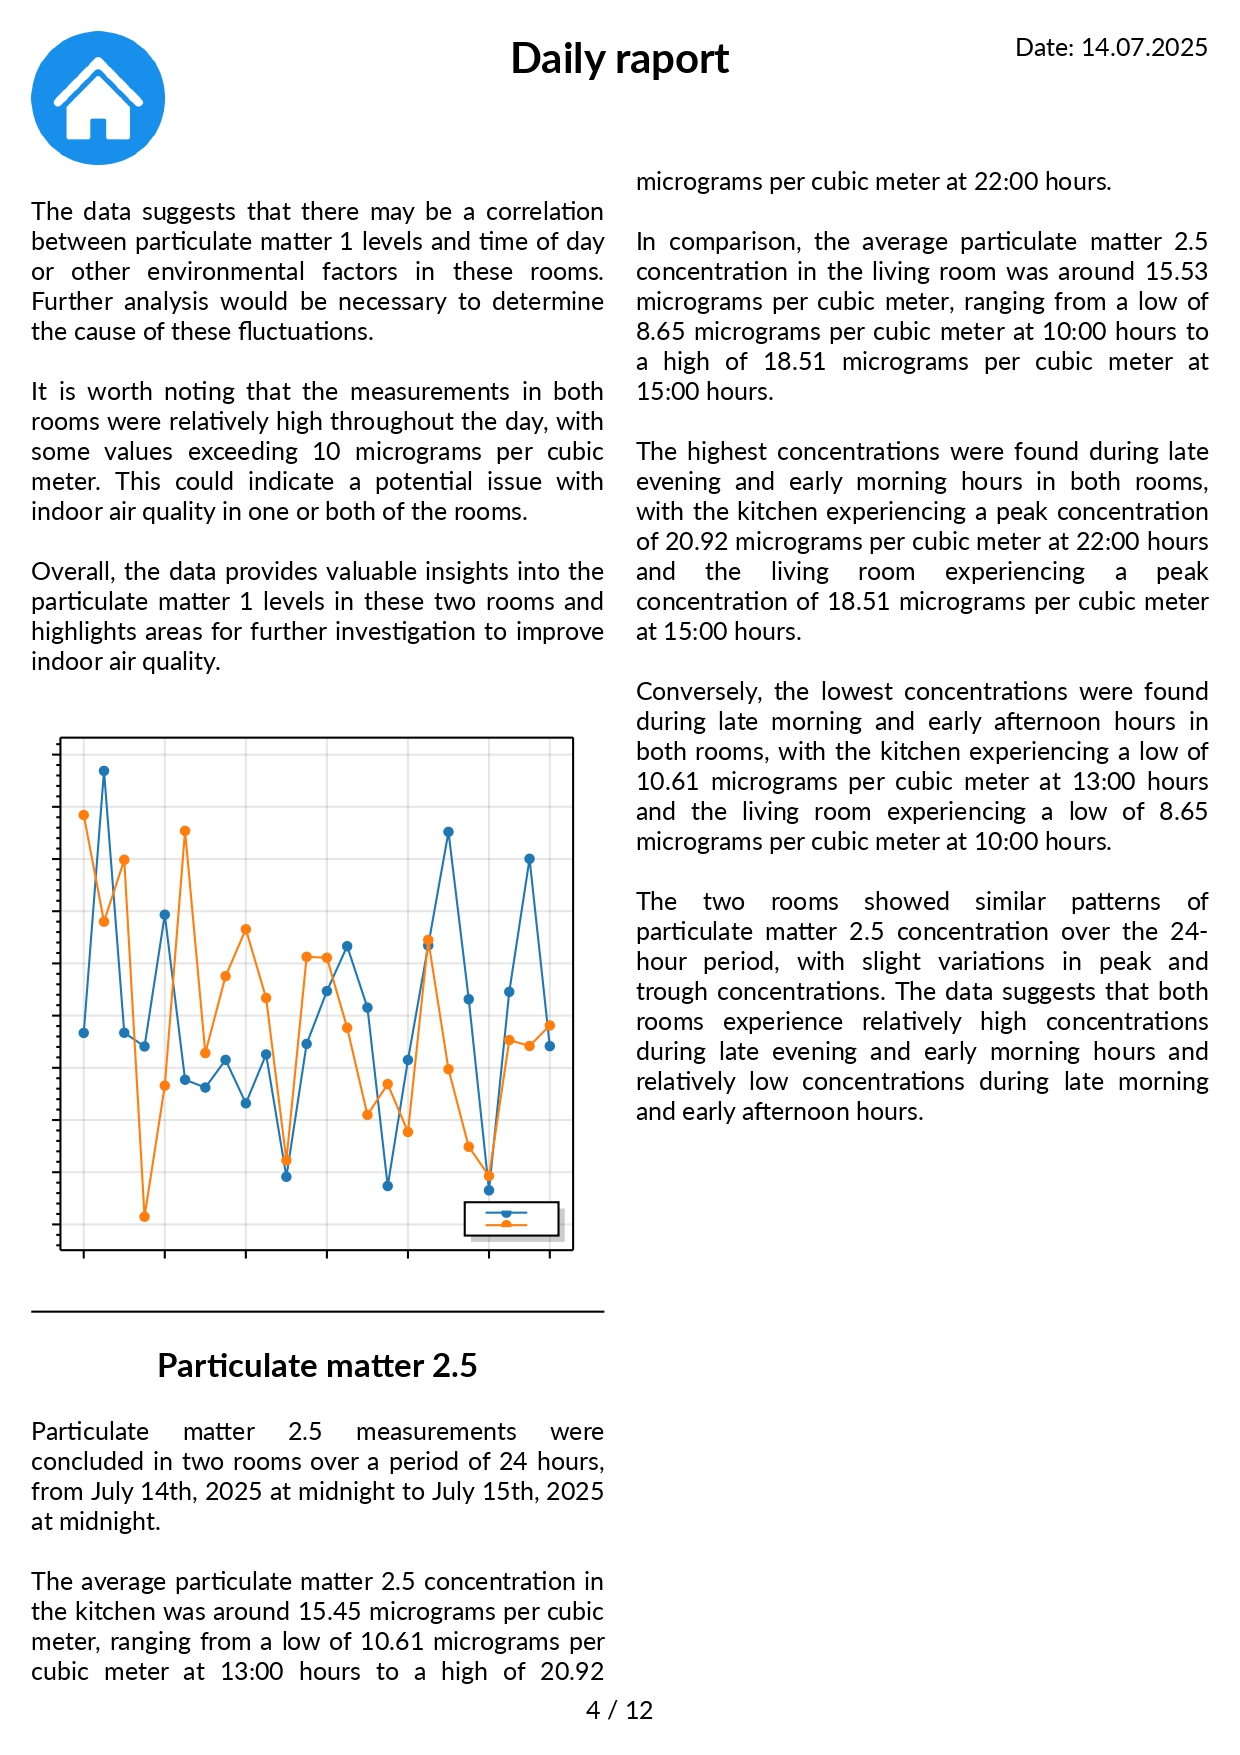 Daily raport
Date: 14.07.2025
The data suggests that there may be a correlation
between particulate matter 1 levels and time of day
or other environmental factors in these rooms.
Further analysis would be necessary to determine
the cause of these fluctuations.
It is worth noting that the measurements in both
rooms were relatively high throughout the day, with
some values exceeding 10 micrograms per cubic
meter. This could indicate a potential issue with
indoor air quality in one or both of the rooms.
Overall, the data provides valuable insights into the
particulate matter 1 levels in these two rooms and
highlights areas for further investigation to improve
indoor air quality.
Particulate matter 2.5
Particulate matter 2.5 measurements were
concluded in two rooms over a period of 24 hours,
from July 14th, 2025 at midnight to July 15th, 2025
at midnight.
The average particulate matter 2.5 concentration in
the kitchen was around 15.45 micrograms per cubic
meter, ranging from a low of 10.61 micrograms per
cubic meter at 13:00 hours to a high of 20.92
micrograms per cubic meter at 22:00 hours.
In comparison, the average particulate matter 2.5
concentration in the living room was around 15.53
micrograms per cubic meter, ranging from a low of
8.65 micrograms per cubic meter at 10:00 hours to
a high of 18.51 micrograms per cubic meter at
15:00 hours.
The highest concentrations were found during late
evening and early morning hours in both rooms,
with the kitchen experiencing a peak concentration
of 20.92 micrograms per cubic meter at 22:00 hours
and the living room experiencing a peak
concentration of 18.51 micrograms per cubic meter
at 15:00 hours.
Conversely, the lowest concentrations were found
during late morning and early afternoon hours in
both rooms, with the kitchen experiencing a low of
10.61 micrograms per cubic meter at 13:00 hours
and the living room experiencing a low of 8.65
micrograms per cubic meter at 10:00 hours.
The two rooms showed similar patterns of
particulate matter 2.5 concentration over the 24-
hour period, with slight variations in peak and
trough concentrations. The data suggests that both
rooms experience relatively high concentrations
during late evening and early morning hours and
relatively low concentrations during late morning
and early afternoon hours.
4 / 12